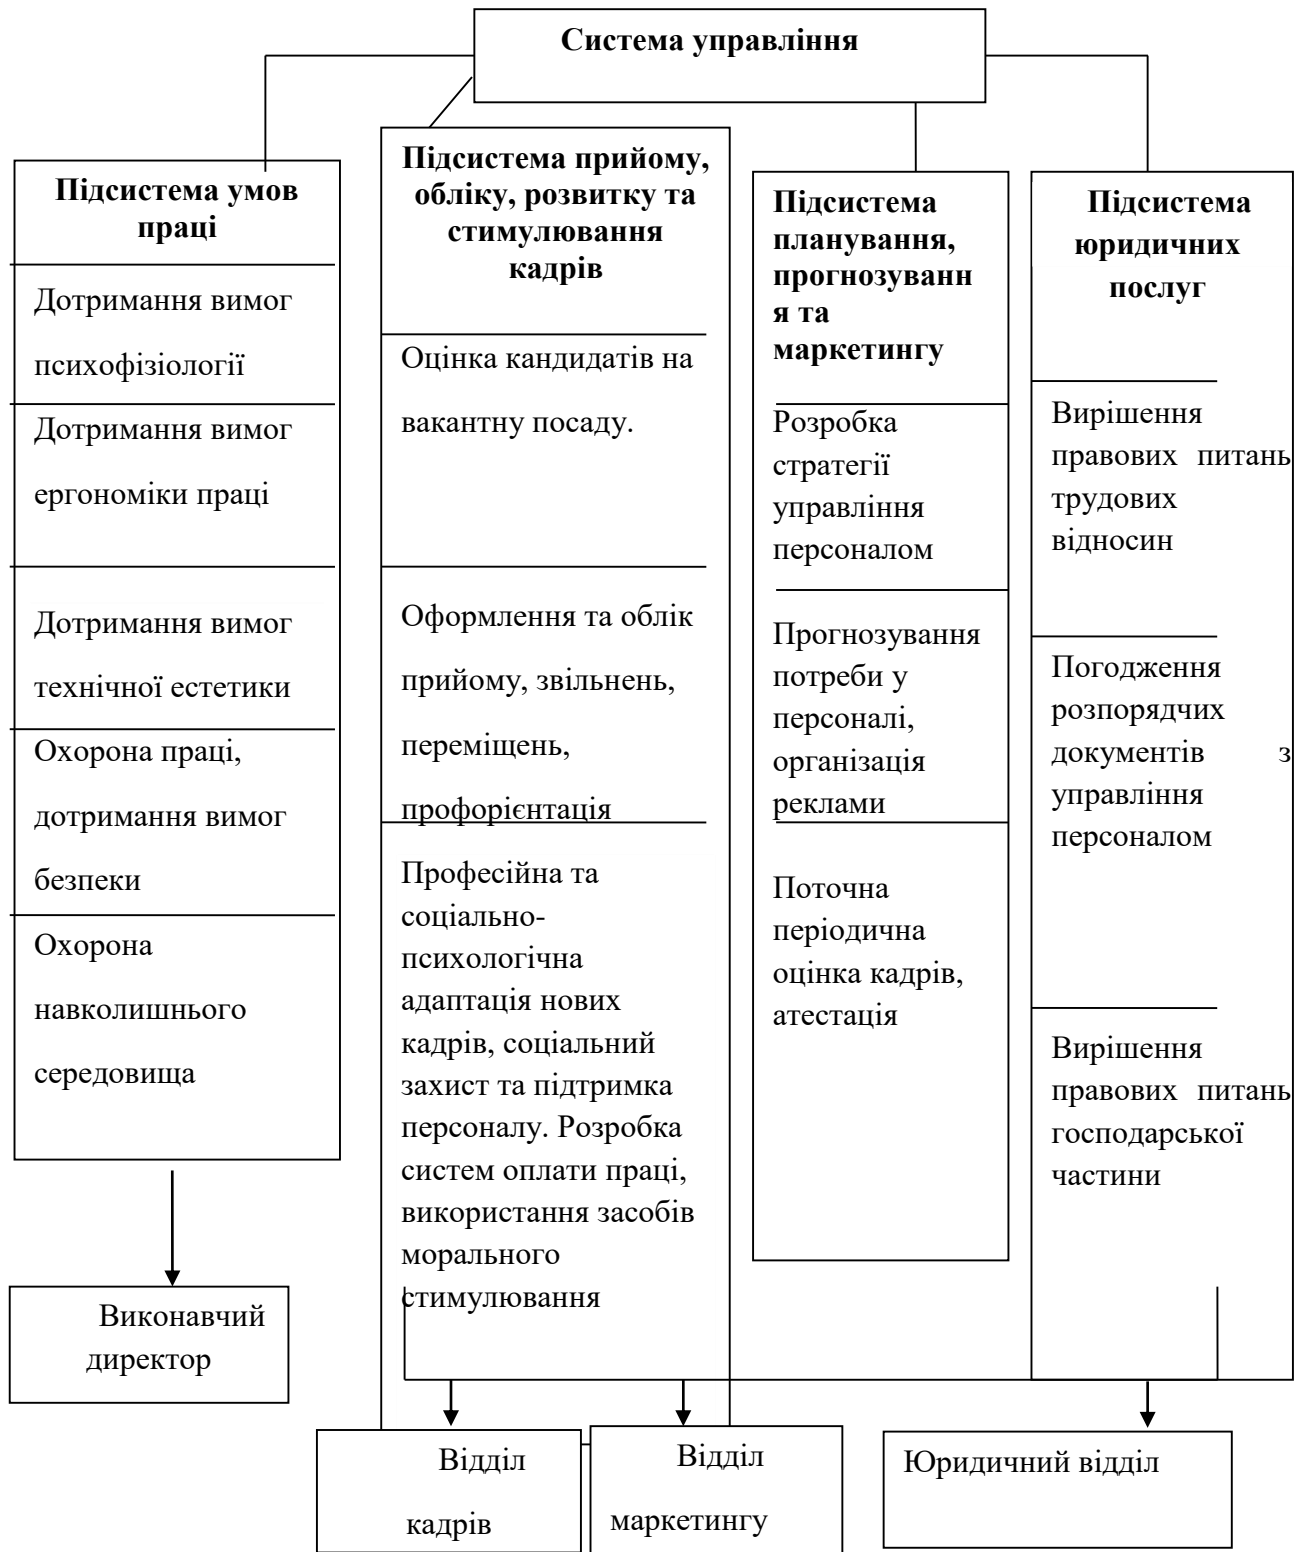 Система управління
Підсистема умов
праці
Дотримання вимог
психофізіології
Дотримання вимог
ергономіки праці
Дотримання вимог
технічної естетики
Охорона праці,
дотримання вимог
безпеки
Охорона
навколишнього
середовища
Виконавчий
директор
Підсистема прийому,
обліку, розвитку та
стимулювання
кадрів
Оцінка кандидатів на
вакантну посаду.
Оформлення та облік
прийому, звільнень,
переміщень,
профорієнтація
Професійна та
соціально-
психологічна
адаптація нових
кадрів, соціальний
захист та підтримка
персоналу. Розробка
систем оплати праці,
використання засобів
морального
стимулювання
Відділ
кадрів
Підсистема
планування,
прогнозуванн
я та
маркетингу
Розробка
стратегії
управління
персоналом
Прогнозування
потреби у
персоналі,
організація
реклами
Поточна
періодична
оцінка кадрів,
атестація
Відділ
маркетингу
Підсистема
юридичних
послуг
Вирішення
правових питань
трудових
відносин
Погодження
розпорядчих
документів з
управління
персоналом
Вирішення
правових питань
господарської
частини
Юридичний відділ